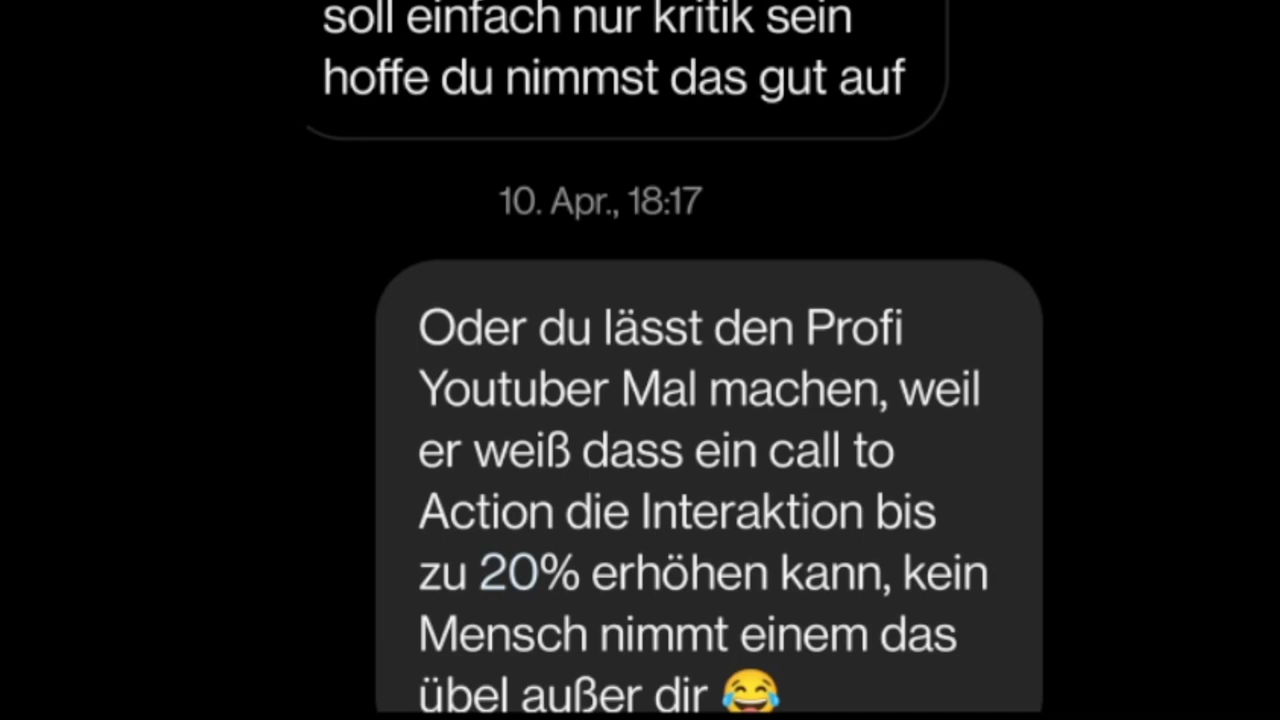 soll einfach nur kritik sein
hoffe du nimmst das gut auf
10. Apr., 18:17
Oder du lässt den Profi
Youtuber Mal machen, weil
er weiß dass ein call to
Action die Interaktion bis
zu 20% erhöhen kann, kein
Mensch nimmt einem das
übel außer dir 😂